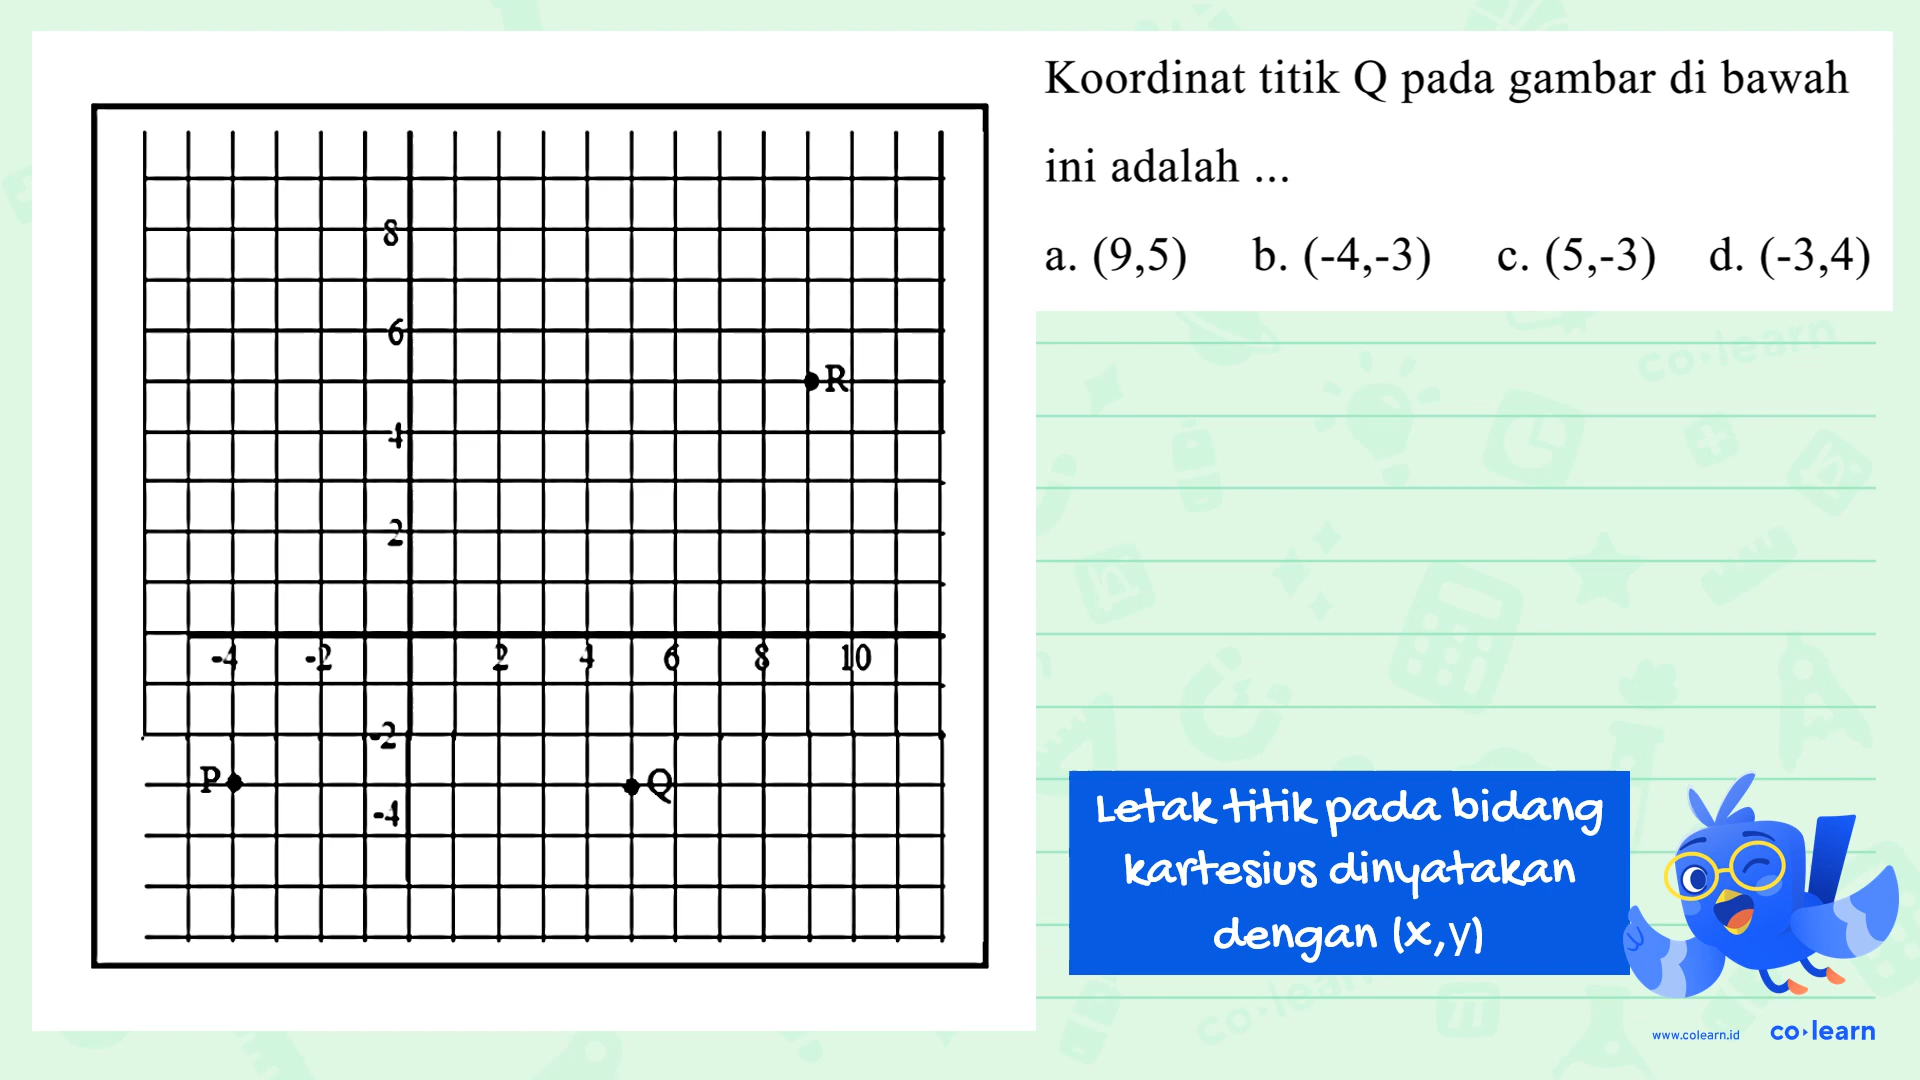 Koordinat titik Q pada gambar di bawah
ini adalah ...
a. (9,5) b. (-4,-3) c. (5,-3) d. (-3,4)
8
6
R
4
2
-4 -2 2 4 6 8 10
-2
P Q
-4
Letak titik pada bidang
kartesius dinyatakan
dengan (x,y)
www.colearn.id co·learn